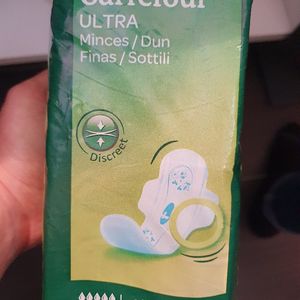 Carrefour
ULTRA
Minces / Dun
Finas / Sottili
Discreet